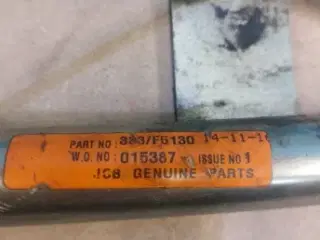 PART NO: 333/F6130 14-11-1
W.O. NO: 015387 ISSUE NO 1
JCB GENUINE PARTS